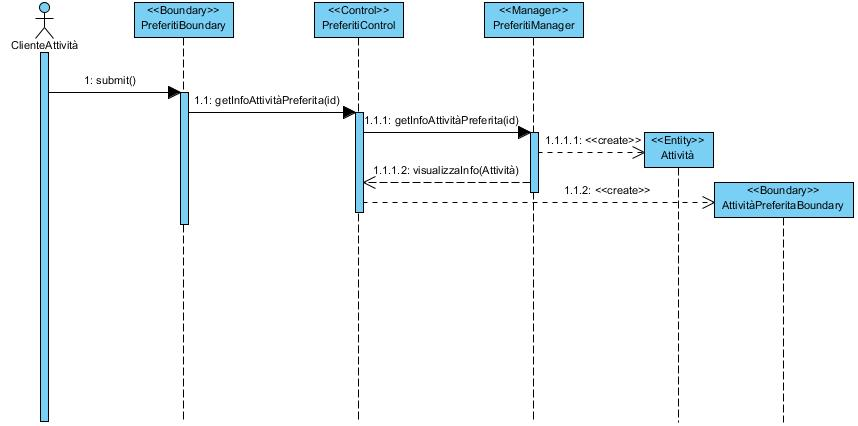 <<Boundary>>
PreferitiBoundary
<<Control>>
PreferitiControl
<<Manager>>
PreferitiManager
ClienteAttività
1: submit()
1.1: getInfoAttivitàPreferita(id)
1.1.1: getInfoAttivitàPreferita(id)
1.1.1.1: <<create>>
<<Entity>>
Attività
1.1.1.2: visualizzaInfo(Attività)
1.1.2: <<create>>
<<Boundary>>
AttivitàPreferitaBoundary